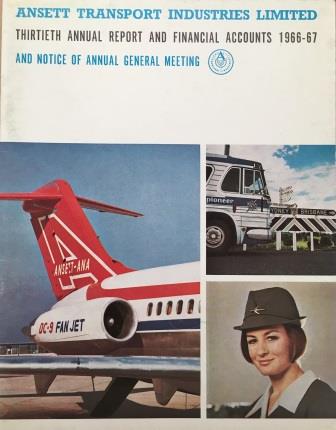 ANSETT TRANSPORT INDUSTRIES LIMITED
THIRTIETH ANNUAL REPORT AND FINANCIAL ACCOUNTS 1966-67
AND NOTICE OF ANNUAL GENERAL MEETING
ANSETT-ANA
DC-9 FAN JET
pioneer
BRISBANE